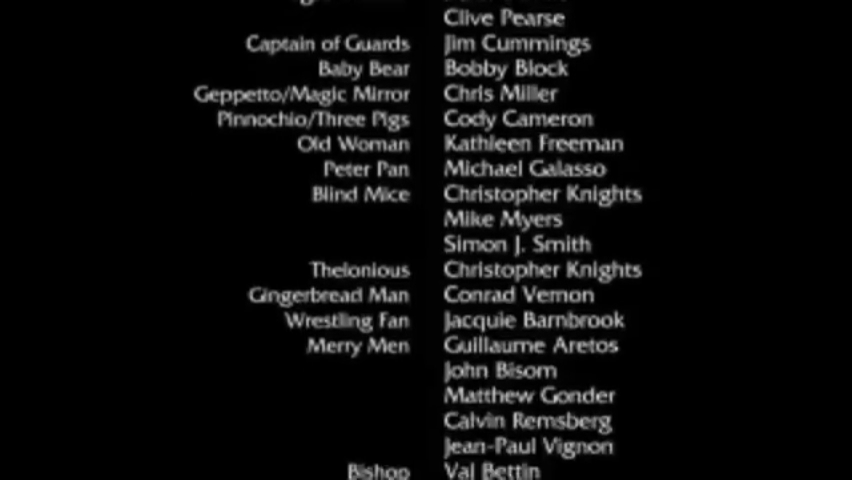 Clive Pearse
Captain of Guards Jim Cummings
Baby Bear Bobby Block
Geppetto/Magic Mirror Chris Miller
Pinnochio/Three Pigs Cody Cameron
Old Woman Kathleen Freeman
Peter Pan Michael Galasso
Blind Mice Christopher Knights
Mike Myers
Simon J. Smith
Thelonious Christopher Knights
Gingerbread Man Conrad Vernon
Wrestling Fan Jacquie Barnbrook
Merry Men Guillaume Aretos
John Bisom
Matthew Gonder
Calvin Remsberg
Jean-Paul Vignon
Bishop Val Bettin